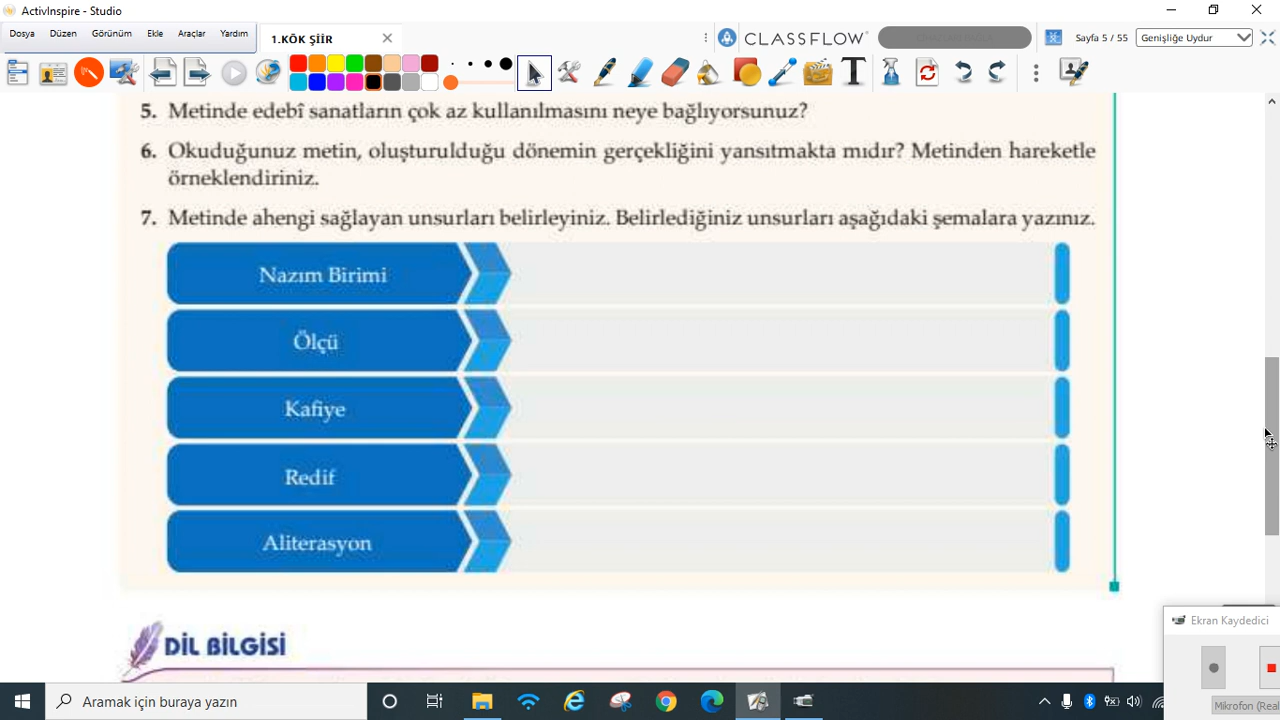 ActivInspire - Studio
Dosya Düzen Görünüm Ekle Araçlar Yardım
1.KÖK ŞİİR
CLASSFLOW
Sayfa 5 / 55
Genişliğe Uydur
5. Metinde edebî sanatların çok az kullanılmasını neye bağlıyorsunuz?
6. Okuduğunuz metin, oluşturulduğu dönemin gerçekliğini yansıtmakta mıdır? Metinden hareketle
örneklendiriniz.
7. Metinde ahengi sağlayan unsurları belirleyiniz. Belirlediğiniz unsurları aşağıdaki şemalara yazınız.
Nazım Birimi
Ölçü
Kafiye
Redif
Aliterasyon
DİL BİLGİSİ
Ekran Kaydedici
Mikrofon (Real
Aramak için buraya yazın